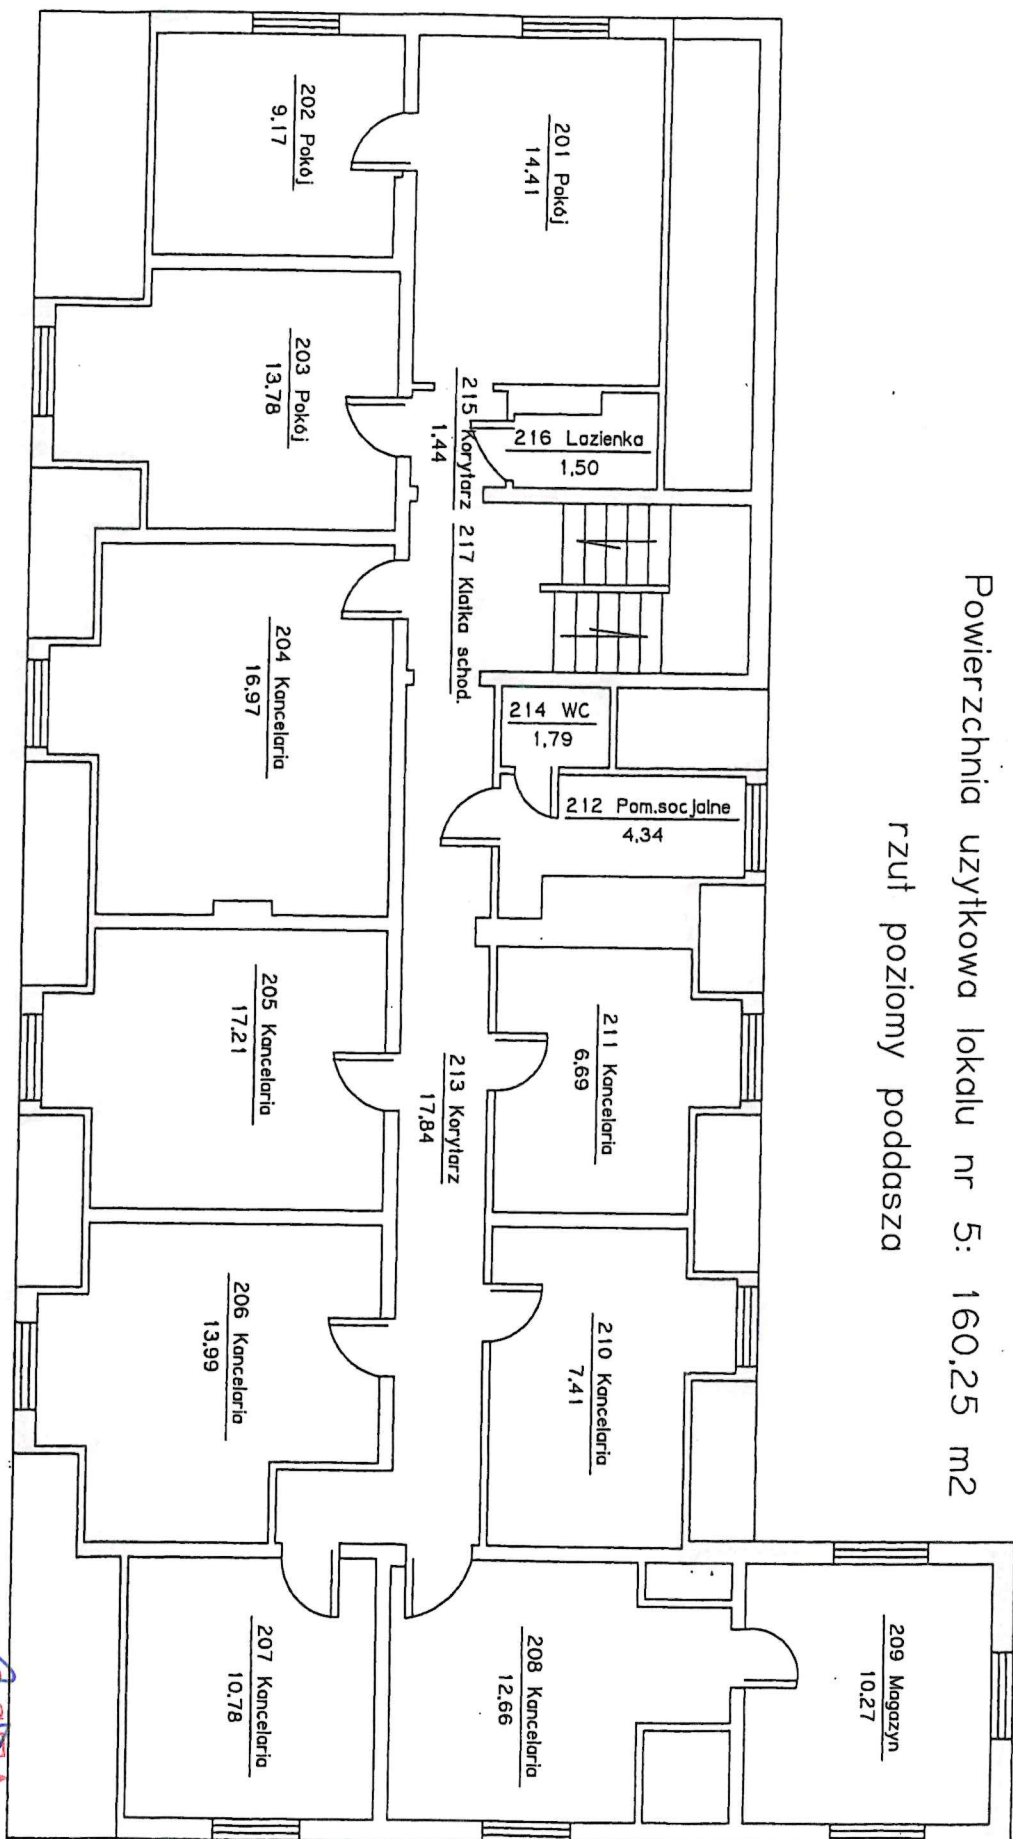 Powierzchnia uzytkowa lokalu nr 5: 160,25 m2
rzut poziomy poddasza
201 Pokój
14,41
202 Pokój
9,17
203 Pokój
13,78
215 Korytarz
1,44
216 Lazienka
1,50
217 Klatka schod.
204 Kancelaria
16,97
214 WC
1,79
212 Pom.socjalne
4,34
205 Kancelaria
17,21
213 Korytarz
17,84
211 Kancelaria
6,69
206 Kancelaria
13,99
210 Kancelaria
7,41
207 Kancelaria
10,78
208 Kancelaria
12,66
209 Magazyn
10,27